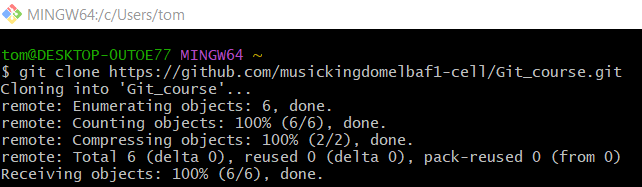 MINGW64:/c/Users/tom
tom@DESKTOP-OUTOE77 MINGW64 ~
$ git clone https://github.com/musickingdomelbaf1-cell/Git_course.git
Cloning into 'Git_course'...
remote: Enumerating objects: 6, done.
remote: Counting objects: 100% (6/6), done.
remote: Compressing objects: 100% (2/2), done.
remote: Total 6 (delta 0), reused 0 (delta 0), pack-reused 0 (from 0)
Receiving objects: 100% (6/6), done.